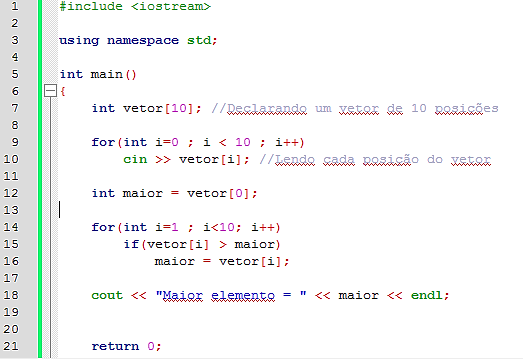 1 #include <iostream>
2
3 using namespace std;
4
5 int main()
6 {
7 int vetor[10]; //Declarando um vetor de 10 posições
8
9 for(int i=0 ; i < 10 ; i++)
10 cin >> vetor[i]; //Lendo cada posição do vetor
11
12 int maior = vetor[0];
13
14 for(int i=1 ; i<10; i++)
15 if(vetor[i] > maior)
16 maior = vetor[i];
17
18 cout << "Maior elemento = " << maior << endl;
19
20
21 return 0;